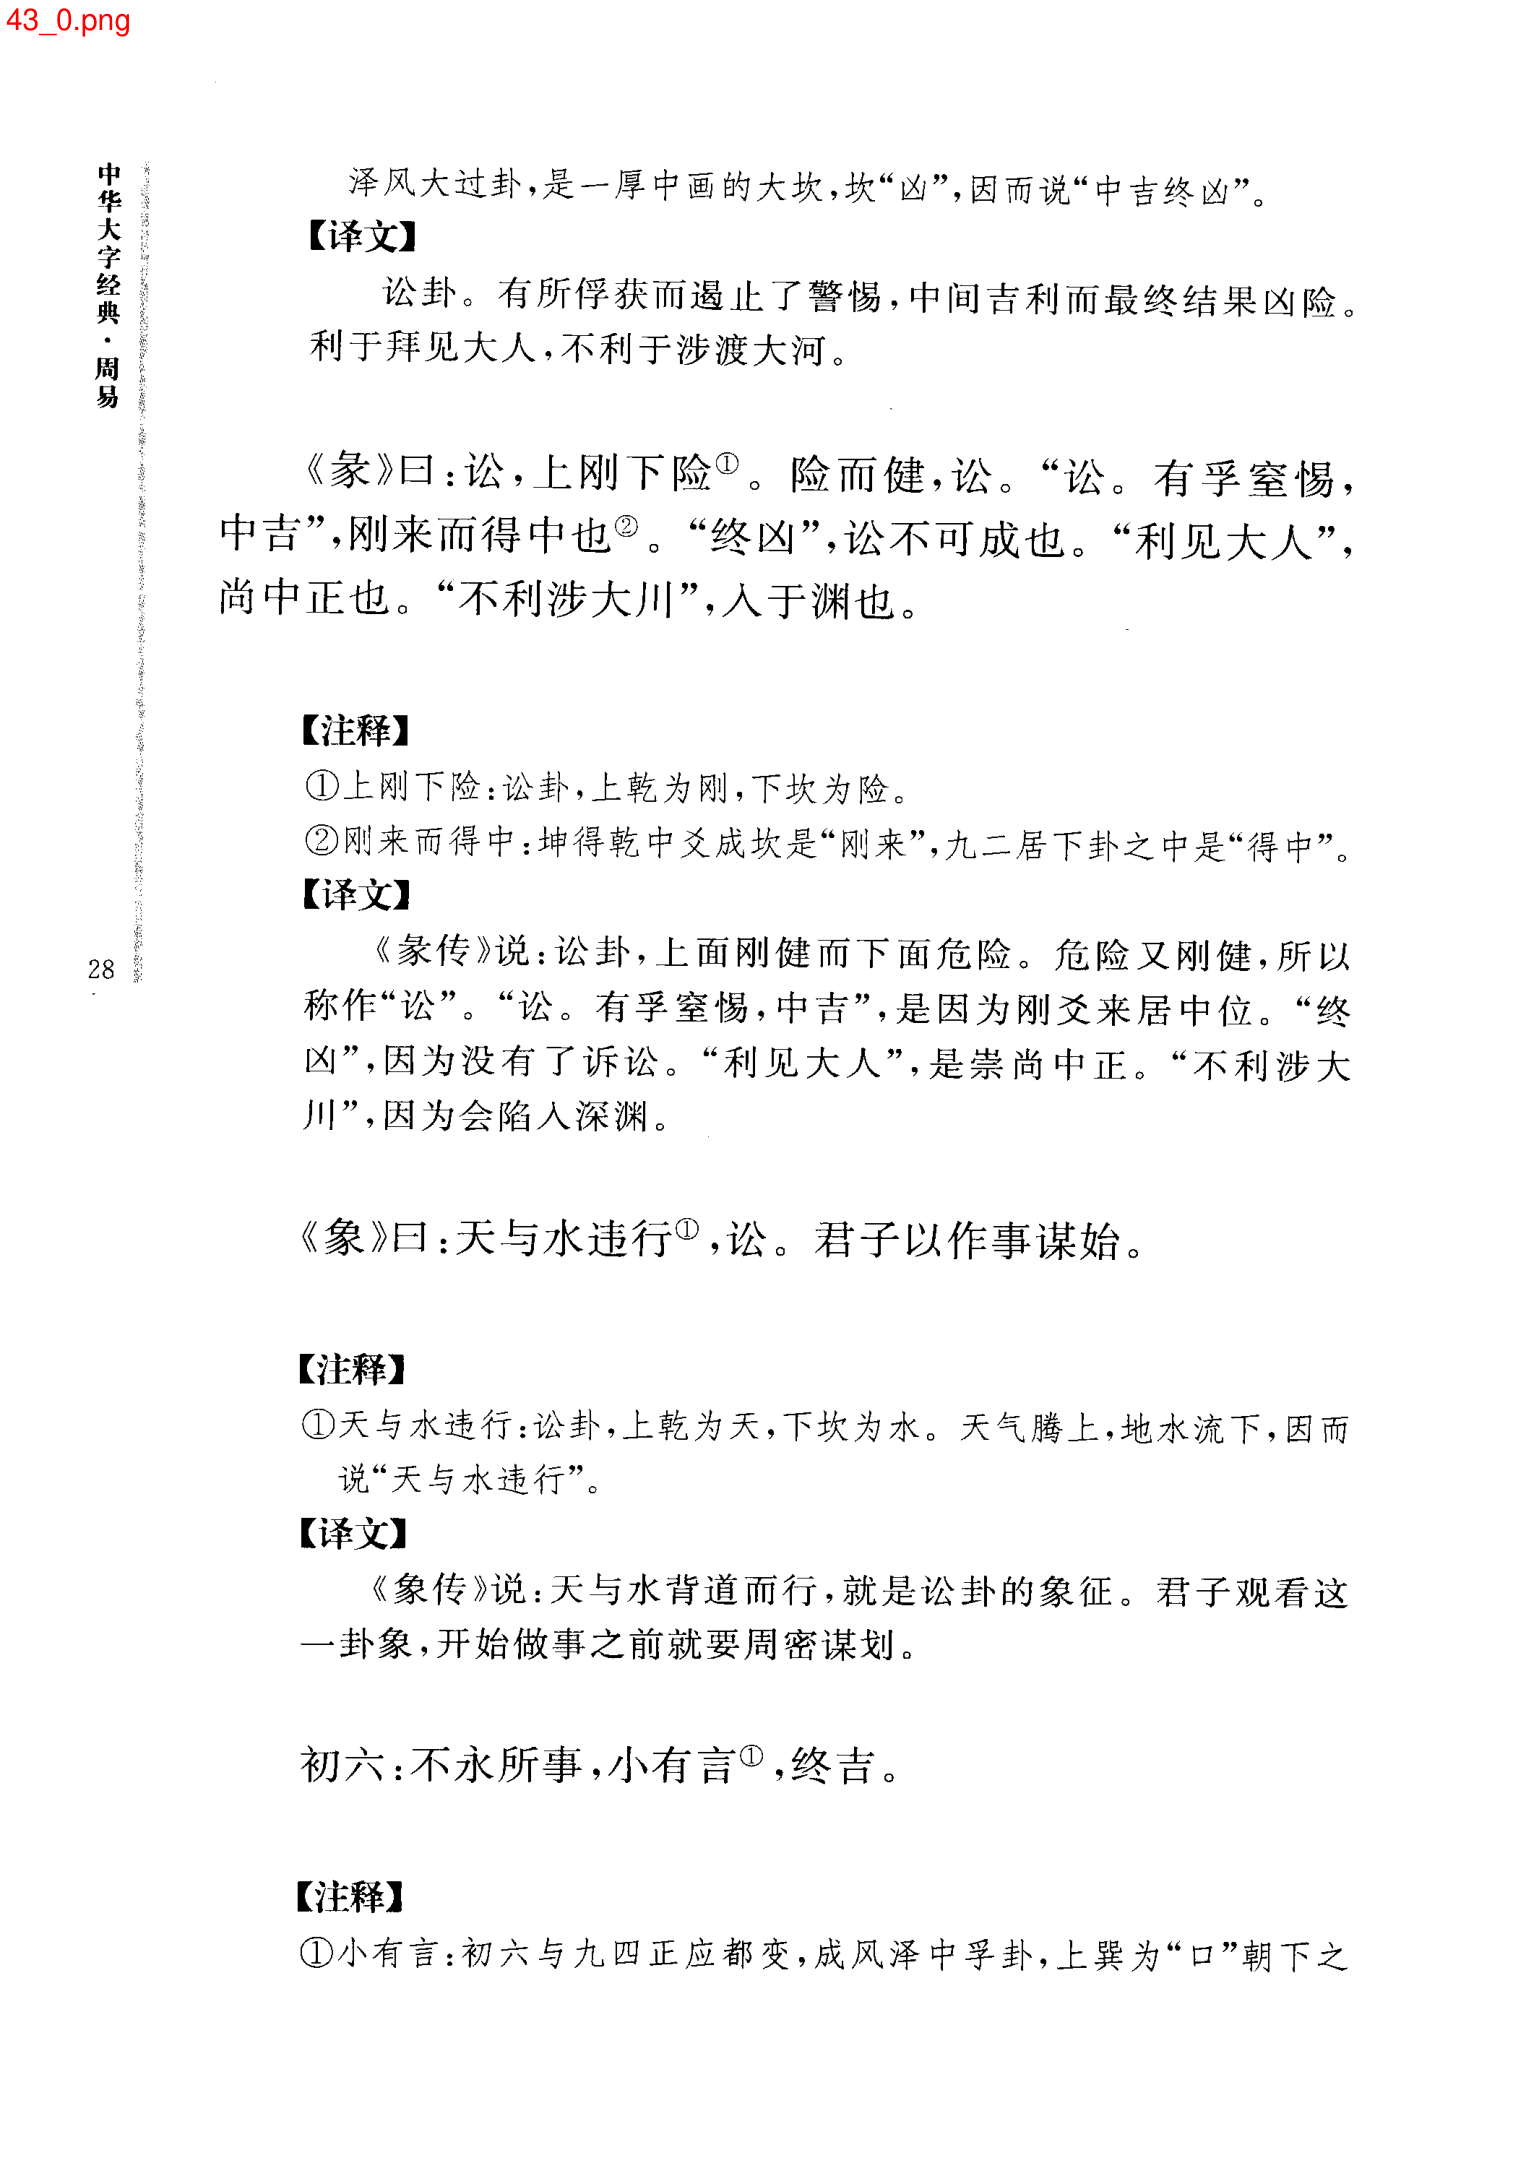 43_0.png
中华大字经典·周易
28
泽风大过卦,是一厚中画的大坎,坎“凶”,因而说“中吉终凶”。
【译文】
讼卦。有所俘获而遏止了警惕,中间吉利而最终结果凶险。
利于拜见大人,不利于涉渡大河。
《彖》曰:讼,上刚下险①。险而健,讼。“讼。有孚窒惕,
中吉”,刚来而得中也②。“终凶”,讼不可成也。“利见大人”,
尚中正也。“不利涉大川”,入于渊也。
【注释】
①上刚下险:讼卦,上乾为刚,下坎为险。
②刚来而得中:坤得乾中爻成坎是“刚来”,九二居下卦之中是“得中”。
【译文】
《彖传》说:讼卦,上面刚健而下面危险。危险又刚健,所以
称作“讼”。“讼。有孚窒惕,中吉”,是因为刚爻来居中位。“终
凶”,因为没有了诉讼。“利见大人”,是崇尚中正。“不利涉大
川”,因为会陷入深渊。
《象》曰:天与水违行①,讼。君子以作事谋始。
【注释】
①天与水违行:讼卦,上乾为天,下坎为水。天气腾上,地水流下,因而
说“天与水违行”。
【译文】
《象传》说:天与水背道而行,就是讼卦的象征。君子观看这
一卦象,开始做事之前就要周密谋划。
初六:不永所事,小有言①,终吉。
【注释】
①小有言:初六与九四正应都变,成风泽中孚卦,上巽为“口”朝下之